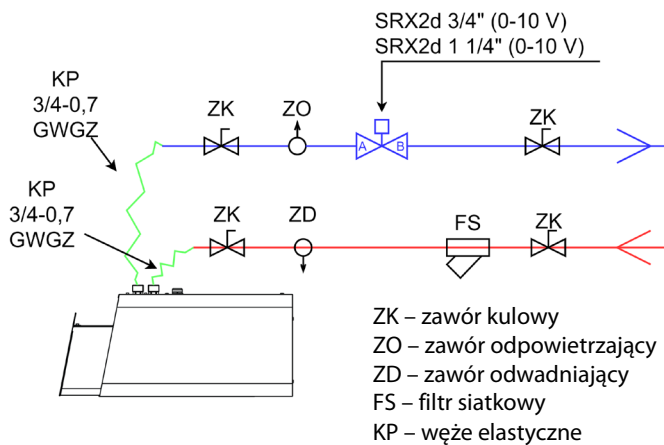 SRX2d 3/4" (0-10 V)
SRX2d 1 1/4" (0-10 V)
KP
3/4-0,7
GWGZ
ZK
ZO
A
B
ZK
KP
3/4-0,7
GWGZ
ZK
ZD
FS
ZK
ZK – zawór kulowy
ZO – zawór odpowietrzający
ZD – zawór odwadniający
FS – filtr siatkowy
KP – węże elastyczne